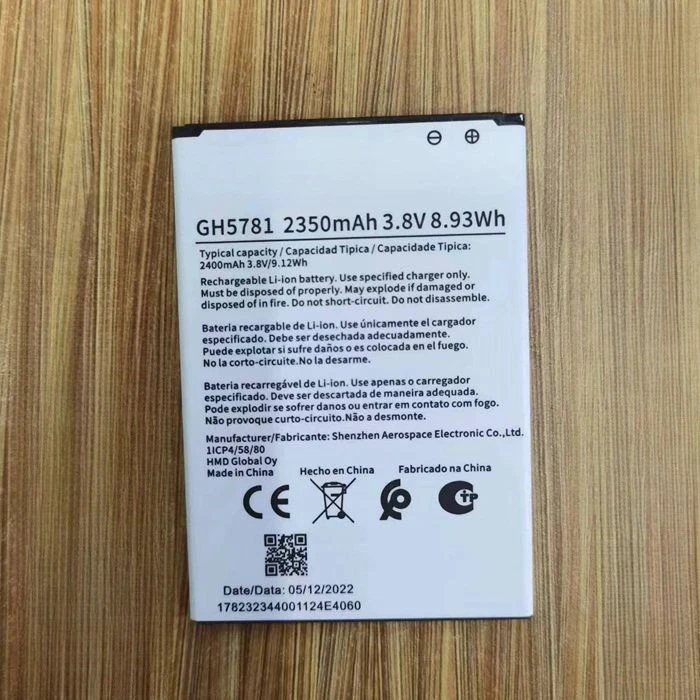 GH5781 2350mAh 3.8V 8.93Wh
Typical capacity / Capacidad Tipica / Capacidade Tipica:
2400mAh 3.8V/9.12Wh
Rechargeable Li-ion battery. Use specified charger only.
Must be disposed of properly. May explode if damaged or
disposed of in fire. Do not short-circuit. Do not disassemble.
Bateria recargable de Li-ion. Use únicamente el cargador
especificado. Debe ser desechada adecuadamente.
Puede explotar si sufre daños o es colocada en el fuego.
No la corto-circuite.No la desarme.
Bateria recarregável de Li-ion. Use apenas o carregador
especificado. Deve ser descartada de maneira adequada.
Pode explodir se sofrer danos ou entrar em contato com fogo.
Não provoque curto-circuito.Não a desmonte.
Manufacturer/Fabricante: Shenzhen Aerospace Electronic Co.,Ltd.
1ICP4/58/80
HMD Global Oy
Made in China Hecho en China Fabricado na China
CE
Date/Data: 05/12/2022
178232344001124E4060